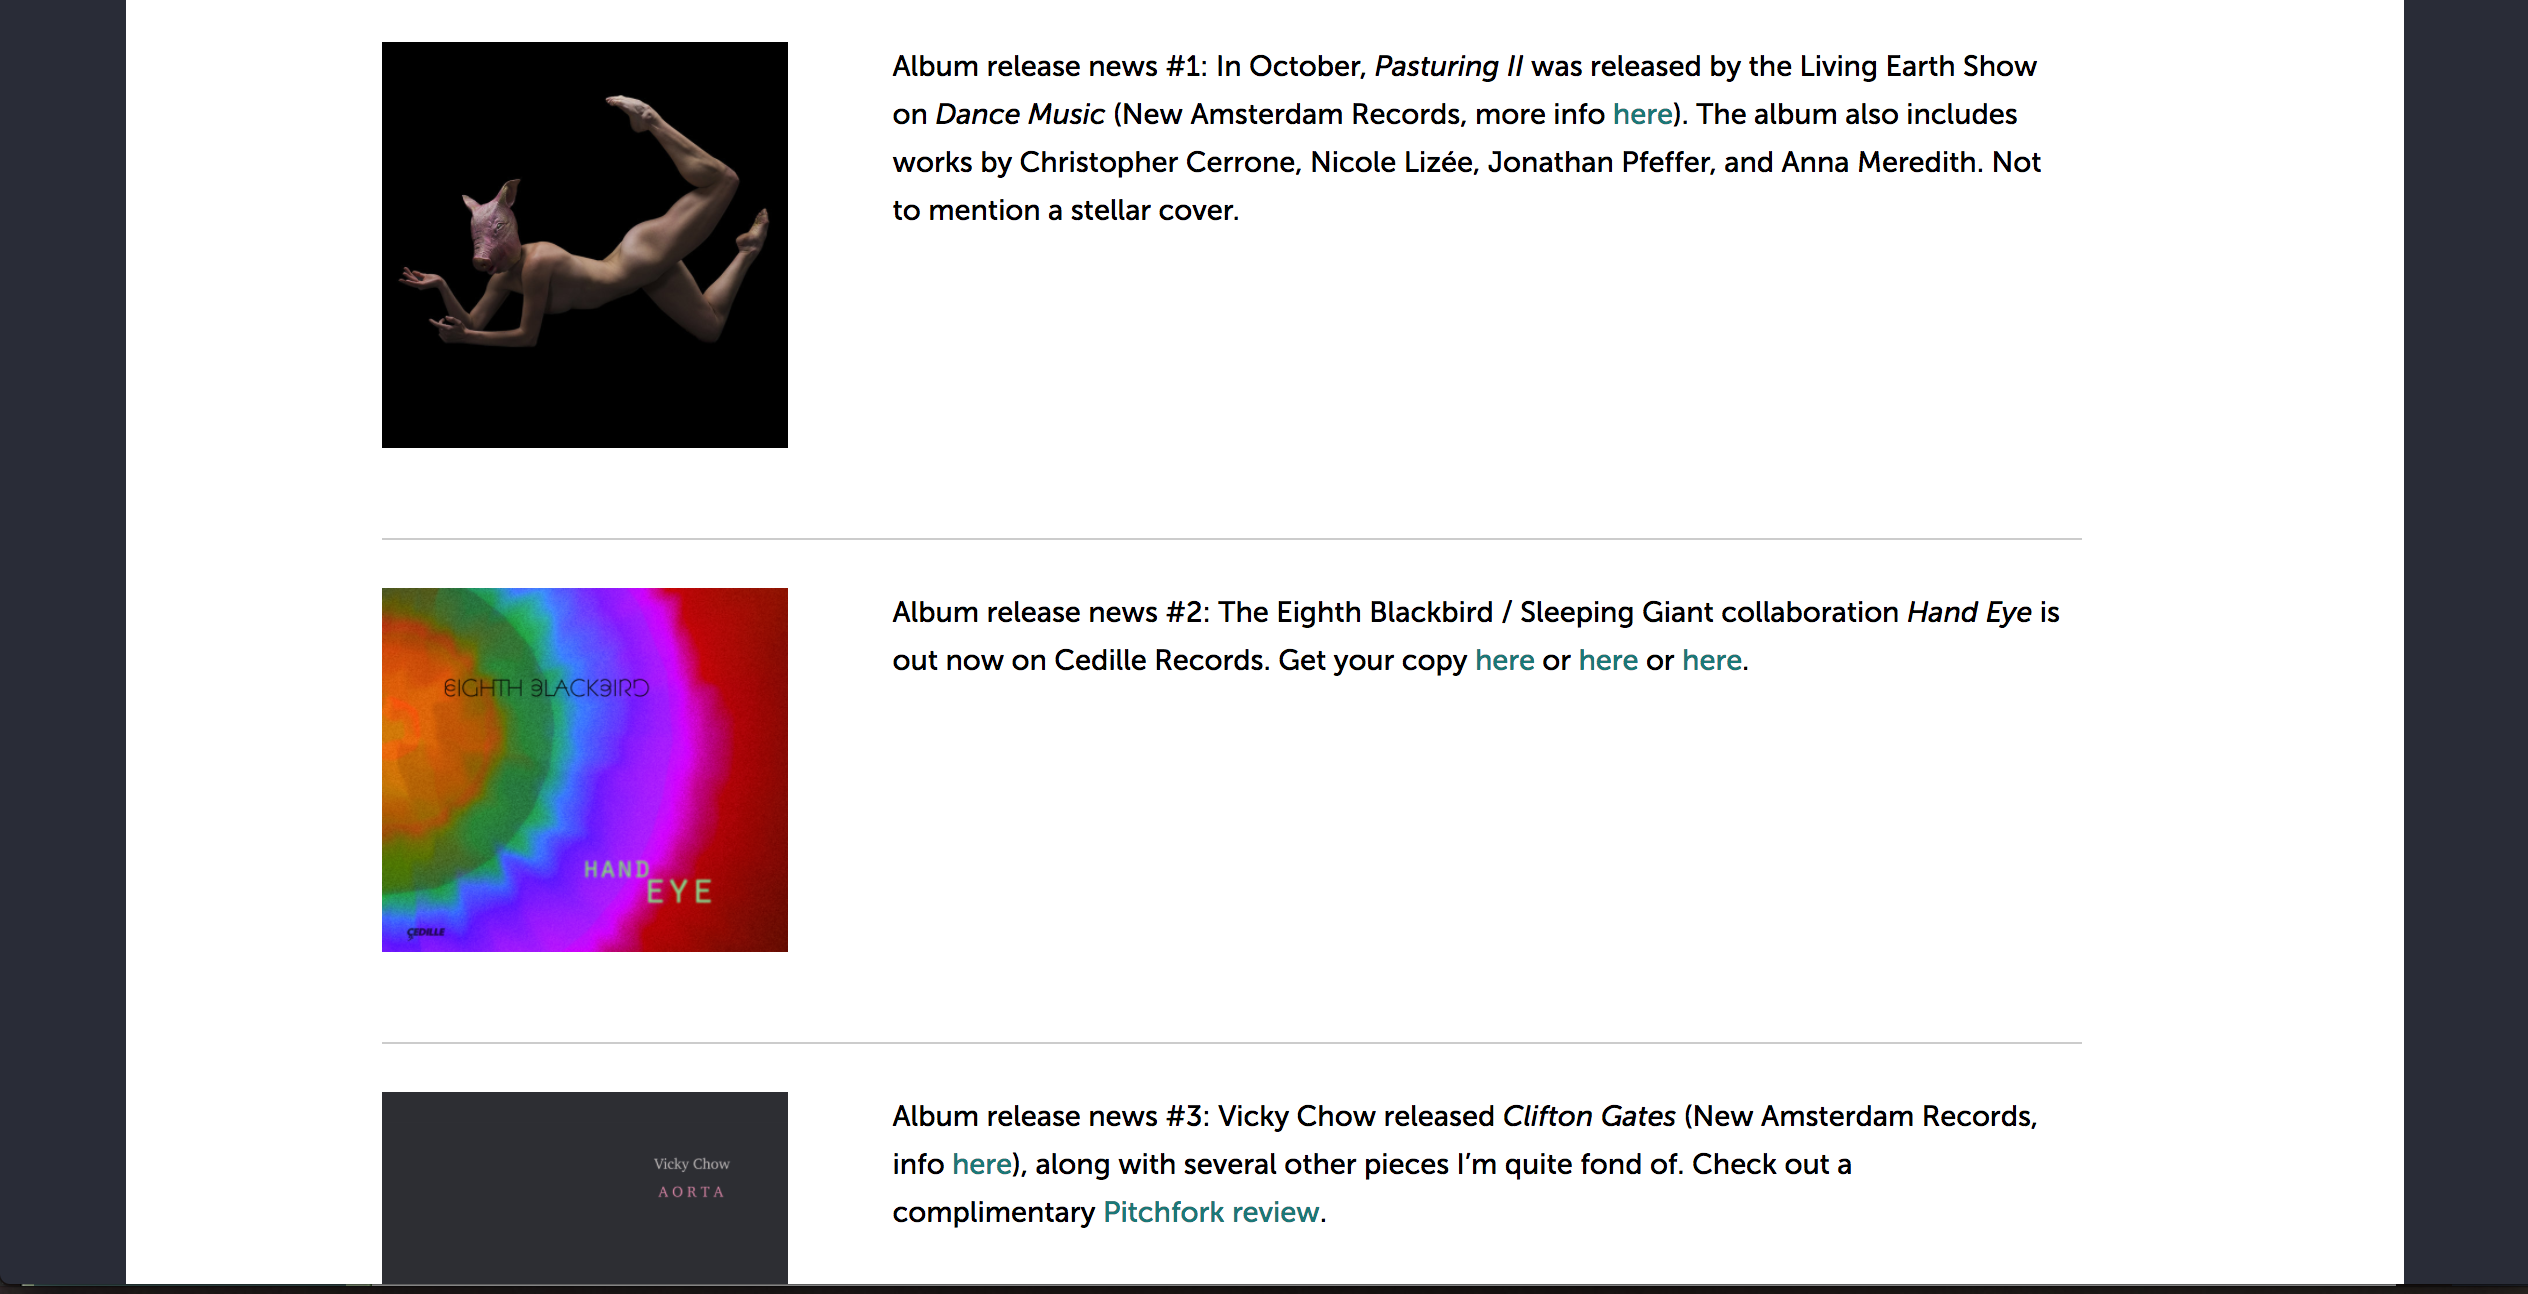 Album release news #1: In October, Pasturing II was released by the Living Earth Show
on Dance Music (New Amsterdam Records, more info here). The album also includes
works by Christopher Cerrone, Nicole Lizée, Jonathan Pfeffer, and Anna Meredith. Not
to mention a stellar cover.
EIGHTH BLACKBIRD
HAND
EYE
ÇEDILLE
Album release news #2: The Eighth Blackbird / Sleeping Giant collaboration Hand Eye is
out now on Cedille Records. Get your copy here or here or here.
Vicky Chow
AORTA
Album release news #3: Vicky Chow released Clifton Gates (New Amsterdam Records,
info here), along with several other pieces I’m quite fond of. Check out a
complimentary Pitchfork review.